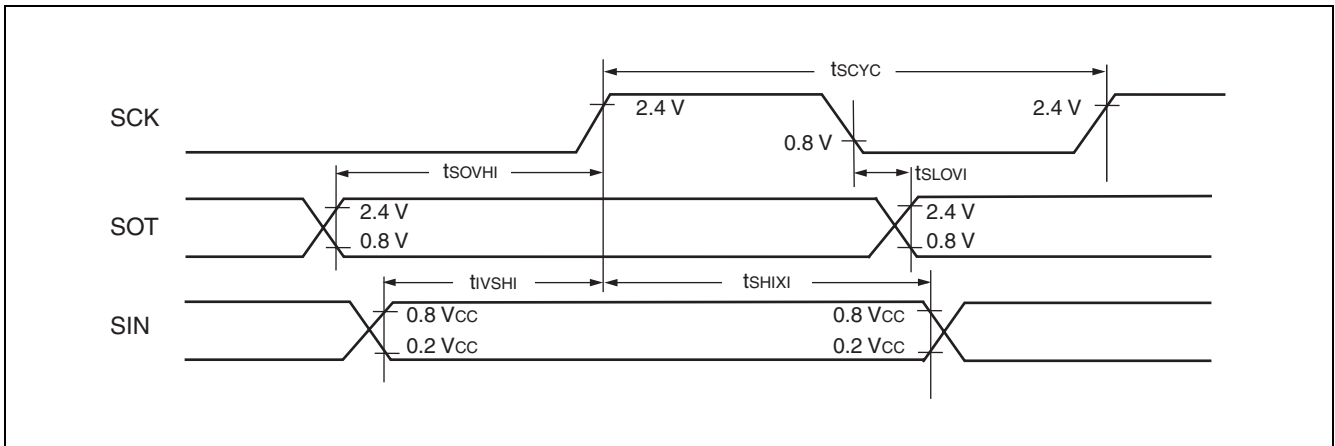 tSCYC
SCK
2.4 V
2.4 V
0.8 V
tSOVHI
tSLOVI
SOT
2.4 V
2.4 V
0.8 V
0.8 V
tIVSHI
tSHIXI
SIN
0.8 VCC
0.8 VCC
0.2 VCC
0.2 VCC